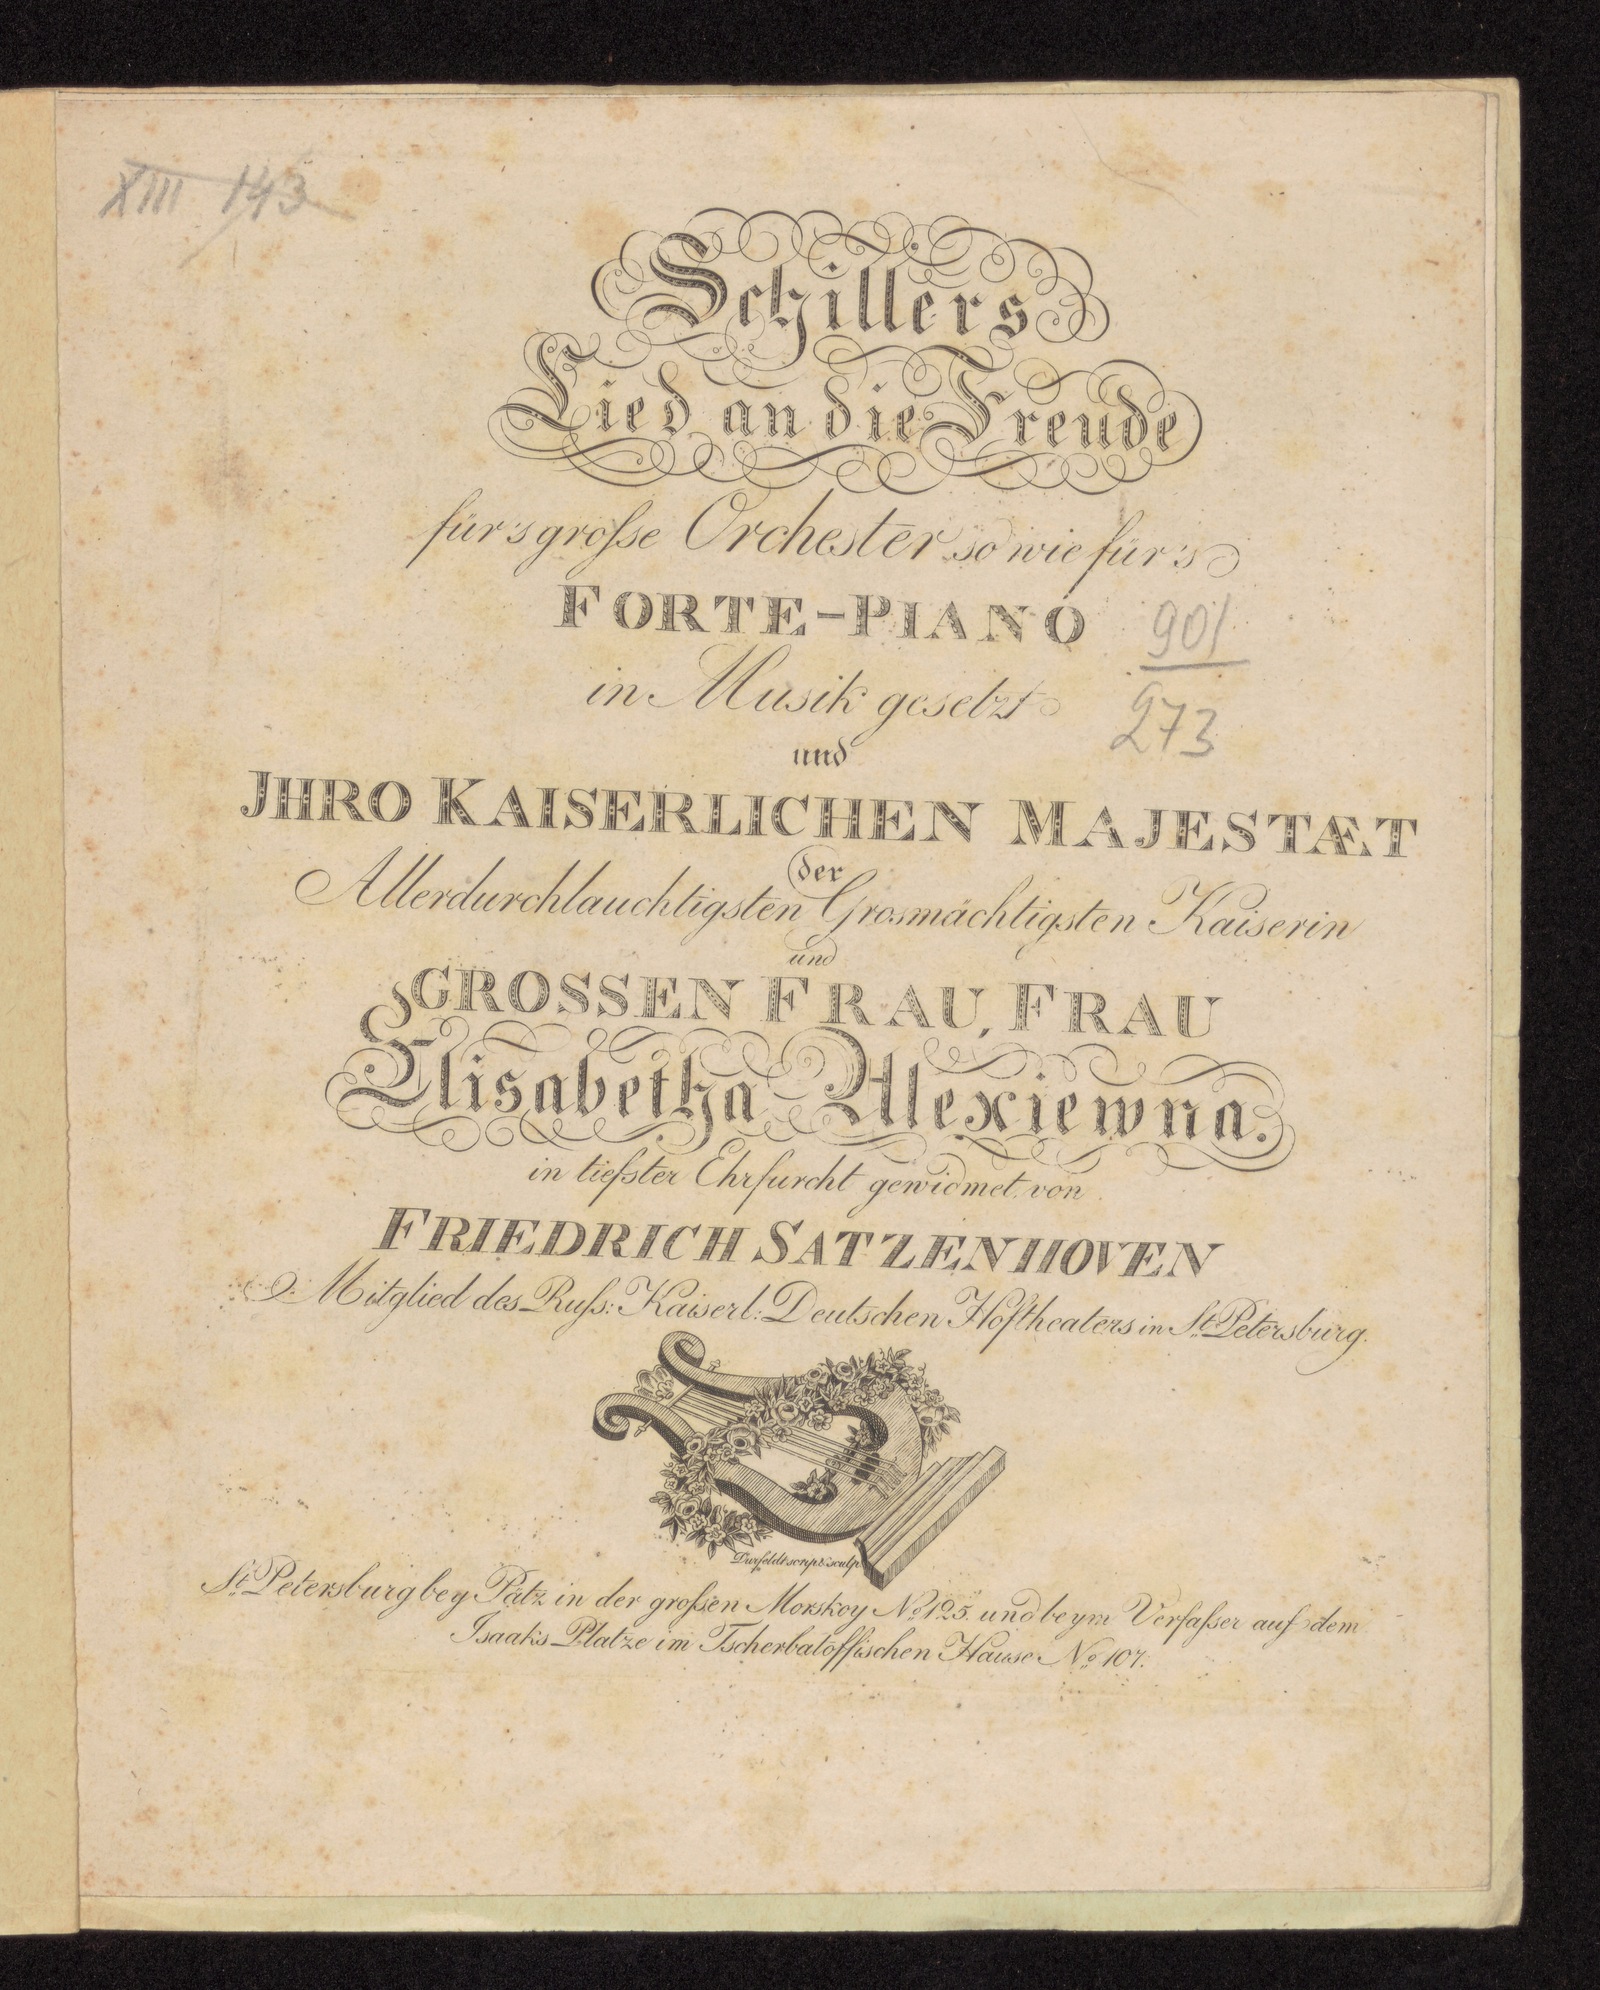 XIII 143
Schillers
Lied an die Freude
für's grosse Orchester so wie für's
FORTE-PIANO
901
in Musik gesetzt
273
und
JHRO KAISERLICHEN MAJESTÆT
der
Allerdurchlauchtigsten Grosmächtigsten Kaiserin
und
GROSSEN FRAU, FRAU
Elisabetha Alexiewna.
in tiefster Ehrfurcht gewidmet von
FRIEDRICH SATZENHOVEN
Mitglied des Russ: Kaiserl: Deutschen Hoftheaters in St. Petersburg.
Durfeldt scrip: & sculp:
St. Petersburg bey Pätz in der grossen Morskoy No. 125. und beym Verfasser auf dem
Isaaks Platze im Tscherbatoffischen Hause No. 107.